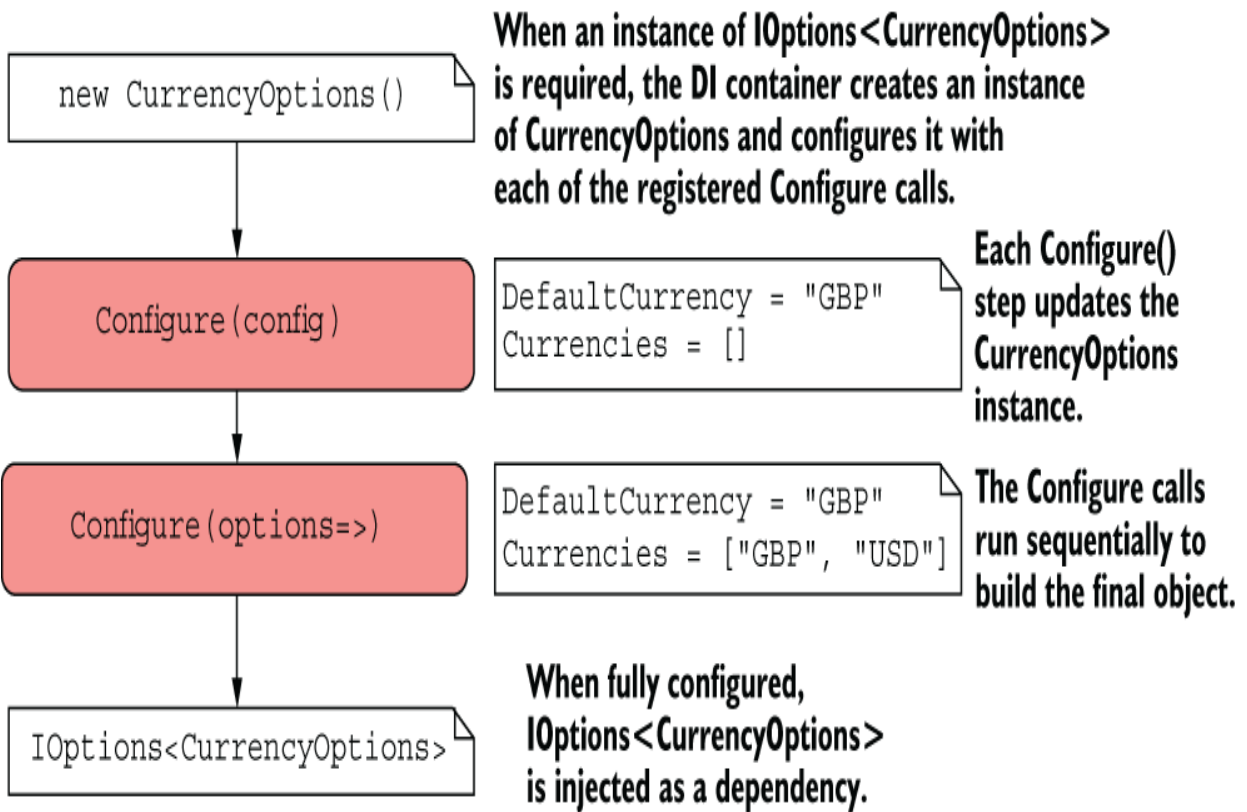 new CurrencyOptions()
When an instance of IOptions<CurrencyOptions>
is required, the DI container creates an instance
of CurrencyOptions and configures it with
each of the registered Configure calls.
Configure(config)
DefaultCurrency = "GBP"
Currencies = []
Each Configure()
step updates the
CurrencyOptions
instance.
Configure(options=>)
DefaultCurrency = "GBP"
Currencies = ["GBP", "USD"]
The Configure calls
run sequentially to
build the final object.
IOptions<CurrencyOptions>
When fully configured,
IOptions<CurrencyOptions>
is injected as a dependency.